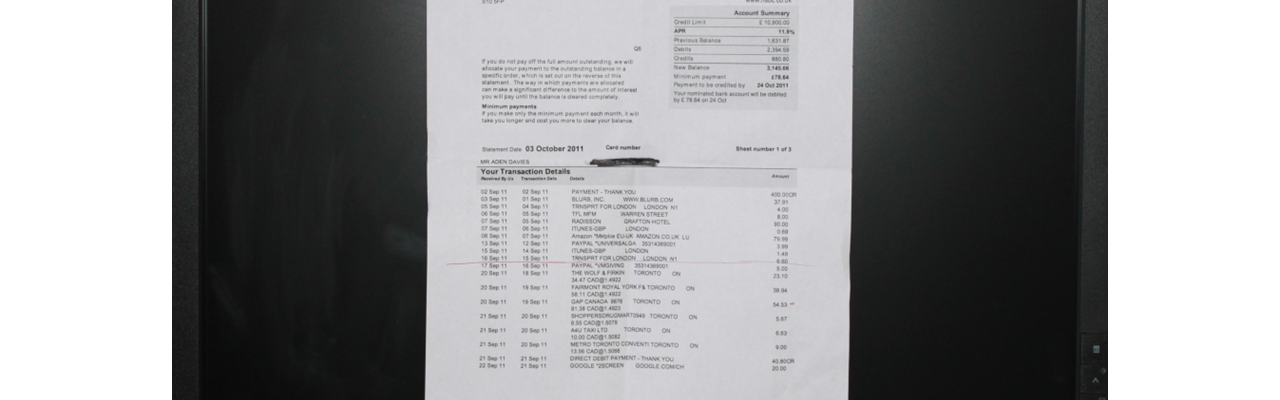 Account Summary
Credit Limit £ 10,900.00
APR 11.9%
Previous Balance 1,631.87
Debits
Credits
New Balance 3,145.66
Minimum payment £78.64
Payment to be credited by 24 Oct 2011
Your nominated bank account will be debited
by £ 78.64 on 24 Oct
If you do not pay off the full amount outstanding, we will
allocate your payment to the outstanding balance in a
specific order, which is set out on the reverse of this
statement. The way in which payments are allocated
can make a significant difference to the amount of interest
you will pay until the balance is cleared completely.
Minimum payments
If you make only the minimum payment each month, it will
take you longer and cost you more to clear your balance.
Statement Date 03 October 2011 Card number Sheet number 1 of 3
MR ADEN DAVIES
Your Transaction Details
Received By Us Transaction Date Details Amount
02 Sep 11 02 Sep 11 PAYMENT - THANK YOU 400.00CR
03 Sep 11 01 Sep 11 BLURB, INC. WWW.BLURB.COM 37.91
05 Sep 11 04 Sep 11 TRNSPRT FOR LONDON LONDON N1 4.00
06 Sep 11 05 Sep 11 TFL MFM WARREN STREET 8.00
07 Sep 11 05 Sep 11 RADISSON GRAFTON HOTEL 90.00
07 Sep 11 06 Sep 11 ITUNES-GBP LONDON 0.69
08 Sep 11 07 Sep 11 Amazon EU-UK AMAZON.CO.UK LU 79.99
13 Sep 11 12 Sep 11 PAYPAL *UNIVERSALGA 35314369001 3.99
15 Sep 11 14 Sep 11 ITUNES-GBP LONDON 1.49
16 Sep 11 15 Sep 11 TRNSPRT FOR LONDON LONDON N1
17 Sep 11 16 Sep 11 PAYPAL *VMGIVING 35314369001 5.00
20 Sep 11 18 Sep 11 THE WOLF & FIRKIN TORONTO ON 23.10
34.47 CAD@1.4922
20 Sep 11 19 Sep 11 FAIRMONT ROYAL YORK F& TORONTO ON 38.94
58.11 CAD@1.4922
20 Sep 11 19 Sep 11 GAP CANADA TORONTO ON 54.53
81.38 CAD@1.4923
21 Sep 11 20 Sep 11 SHOPPERSDRUGMART0949 TORONTO ON 5.67
8.55 CAD@1.5079
21 Sep 11 20 Sep 11 A4U TAXI LTD TORONTO ON 6.63
10.00 CAD@1.5082
21 Sep 11 20 Sep 11 METRO TORONTO CONVENTI TORONTO ON 9.00
13.56 CAD@1.5066
21 Sep 11 21 Sep 11 DIRECT DEBIT PAYMENT - THANK YOU 40.80CR
22 Sep 11 21 Sep 11 GOOGLE *2SCREEN GOOGLE.COM/CH 20.00